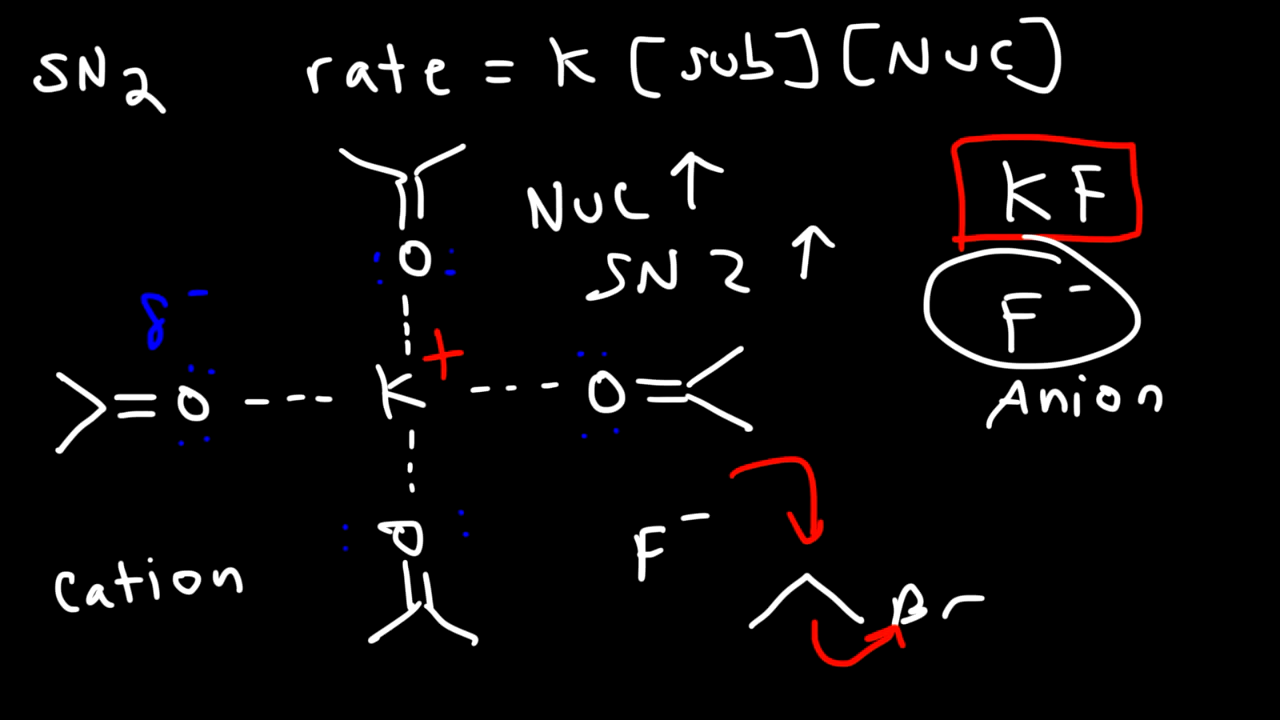 SN2 rate = K [sub] [NUC]
NUC ↑
KF
O
SN2 ↑
δ-
F-
K+
O
O
Anion
F-
O
Cation
Br